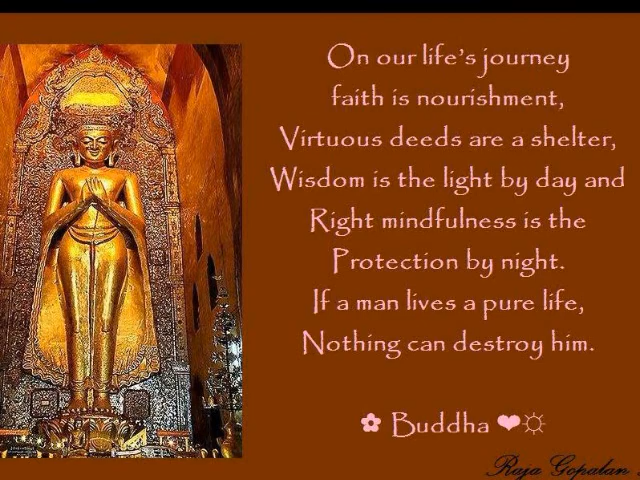 On our life's journey
faith is nourishment,
Virtuous deeds are a shelter,
Wisdom is the light by day and
Right mindfulness is the
Protection by night.
If a man lives a pure life,
Nothing can destroy him.
✿ Buddha ❤☼
Raja Gopalan